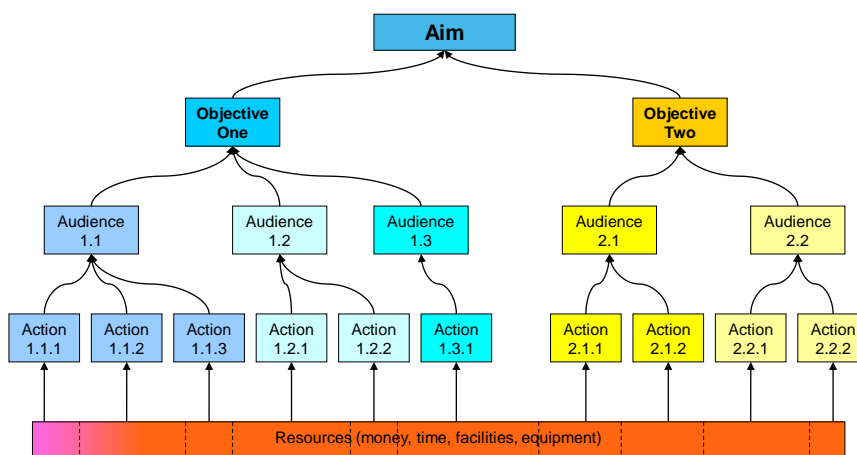 Aim
Objective
One
Objective
Two
Audience
1.1
Audience
1.2
Audience
1.3
Audience
2.1
Audience
2.2
Action
1.1.1
Action
1.1.2
Action
1.1.3
Action
1.2.1
Action
1.2.2
Action
1.3.1
Action
2.1.1
Action
2.1.2
Action
2.2.1
Action
2.2.2
Resources (money, time, facilities, equipment)